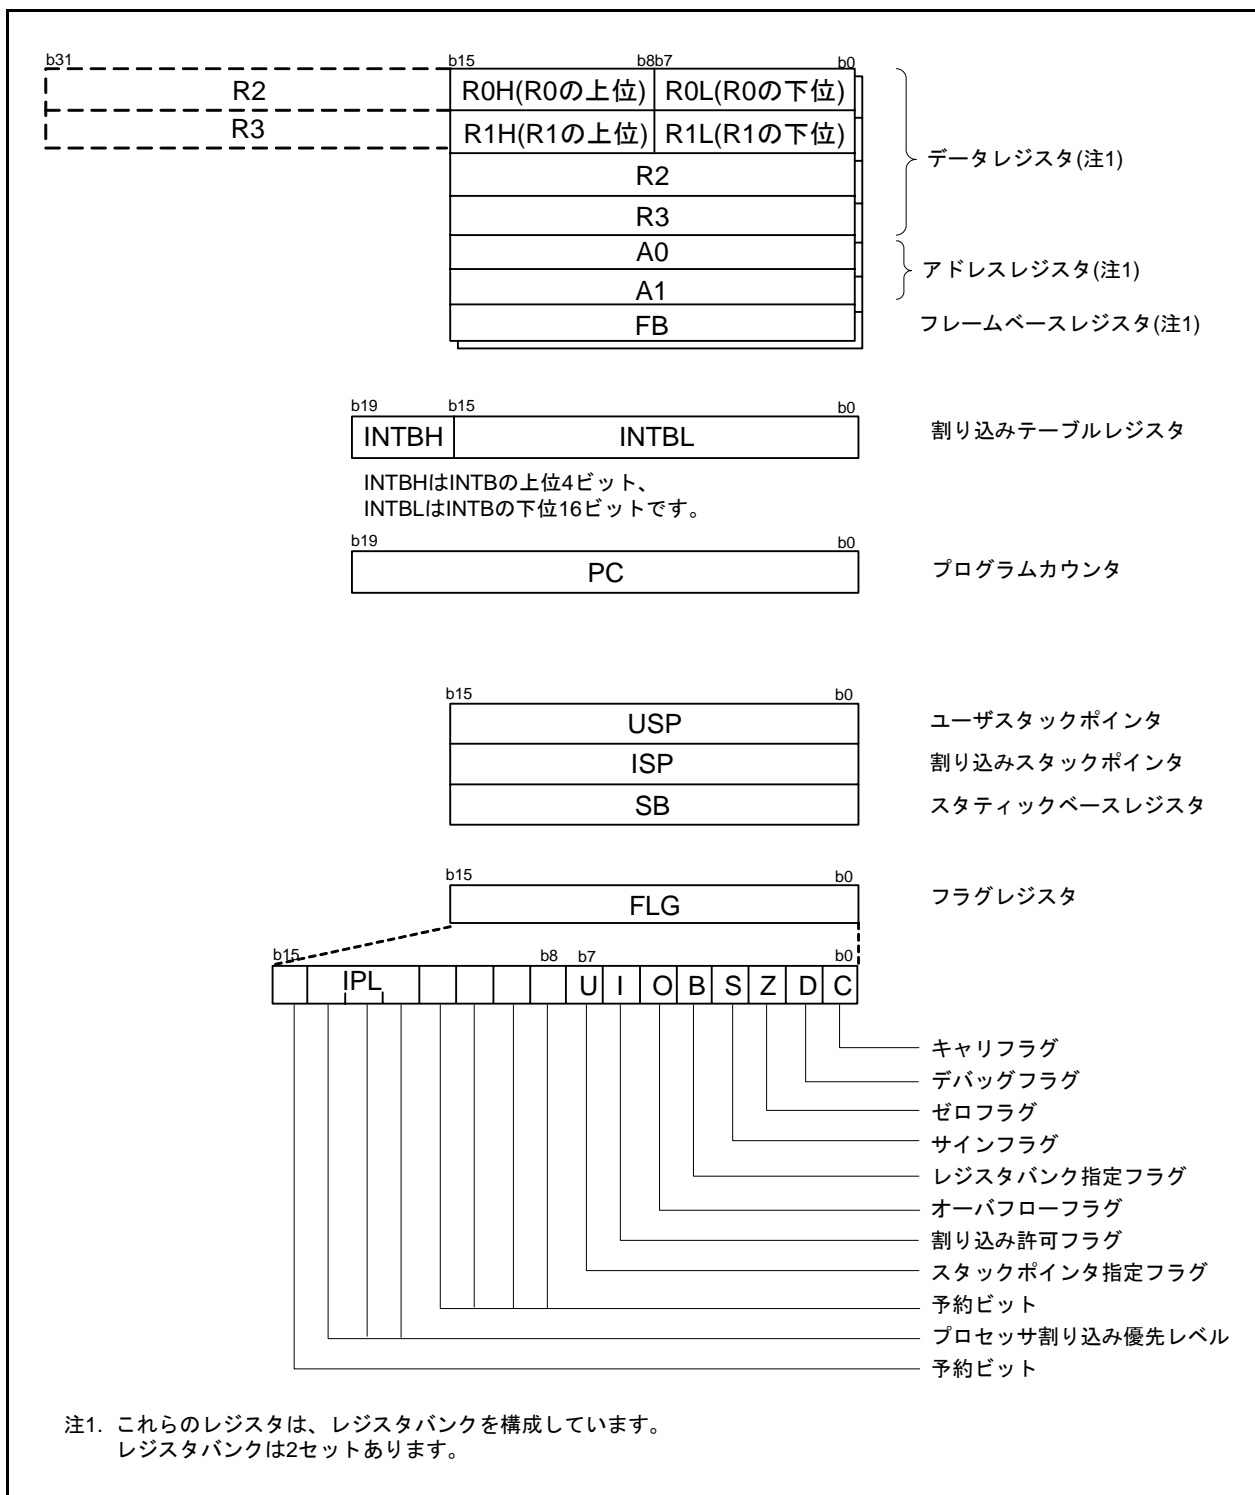 b31 b15 b8b7 b0
R2 R0H(R0の上位) R0L(R0の下位)
R3 R1H(R1の上位) R1L(R1の下位)
データレジスタ(注1)
R2
R3
A0
アドレスレジスタ(注1)
A1
FB フレームベースレジスタ(注1)
b19 b15 b0
INTBH INTBL 割り込みテーブルレジスタ
INTBHはINTBの上位4ビット、
INTBLはINTBの下位16ビットです。
b19 b0
PC プログラムカウンタ
b15 b0
USP ユーザスタックポインタ
ISP 割り込みスタックポインタ
SB スタティックベースレジスタ
b15 b0
FLG フラグレジスタ
b15 b8 b7 b0
IPL U I O B S Z D C
キャリフラグ
デバッグフラグ
ゼロフラグ
サインフラグ
レジスタバンク指定フラグ
オーバフローフラグ
割り込み許可フラグ
スタックポインタ指定フラグ
予約ビット
プロセッサ割り込み優先レベル
予約ビット
注1. これらのレジスタは、レジスタバンクを構成しています。
レジスタバンクは2セットあります。